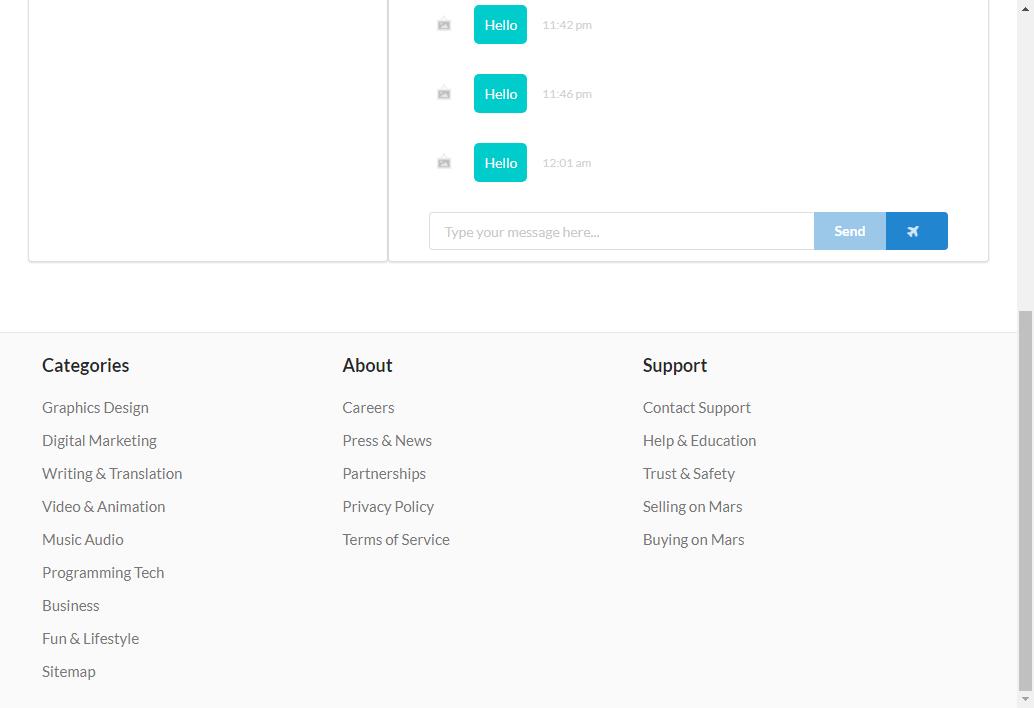 Hello 11:42 pm
Hello 11:46 pm
Hello 12:01 am
Type your message here... Send
Categories
Graphics Design
Digital Marketing
Writing & Translation
Video & Animation
Music Audio
Programming Tech
Business
Fun & Lifestyle
Sitemap
About
Careers
Press & News
Partnerships
Privacy Policy
Terms of Service
Support
Contact Support
Help & Education
Trust & Safety
Selling on Mars
Buying on Mars